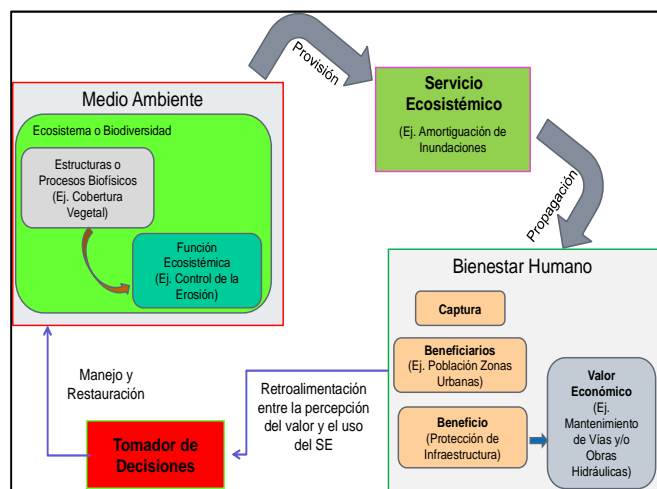 Provisión
Medio Ambiente
Ecosistema o Biodiversidad
Estructuras o
Procesos Biofísicos
(Ej. Cobertura
Vegetal)
Función
Ecosistémica
(Ej. Control de la
Erosión)
Servicio
Ecosistémico
(Ej. Amortiguación de
Inundaciones
Propagación
Bienestar Humano
Captura
Beneficiarios
(Ej. Población Zonas
Urbanas)
Beneficio
(Protección de
Infraestructura)
Valor
Económico
(Ej.
Mantenimiento
de Vías y/o
Obras
Hidráulicas)
Retroalimentación
entre la percepción
del valor y el uso
del SE
Tomador de
Decisiones
Manejo y
Restauración